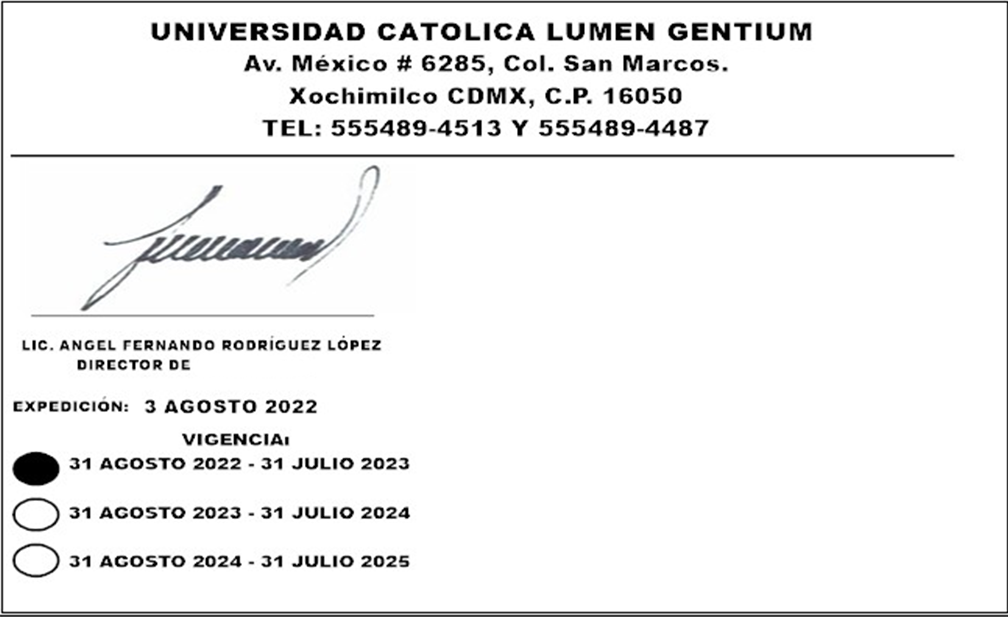 UNIVERSIDAD CATOLICA LUMEN GENTIUM
Av. México # 6285, Col. San Marcos.
Xochimilco CDMX, C.P. 16050
TEL: 555489-4513 Y 555489-4487
LIC. ANGEL FERNANDO RODRÍGUEZ LÓPEZ
DIRECTOR DE
EXPEDICIÓN: 3 AGOSTO 2022
VIGENCIA:
31 AGOSTO 2022 - 31 JULIO 2023
31 AGOSTO 2023 - 31 JULIO 2024
31 AGOSTO 2024 - 31 JULIO 2025